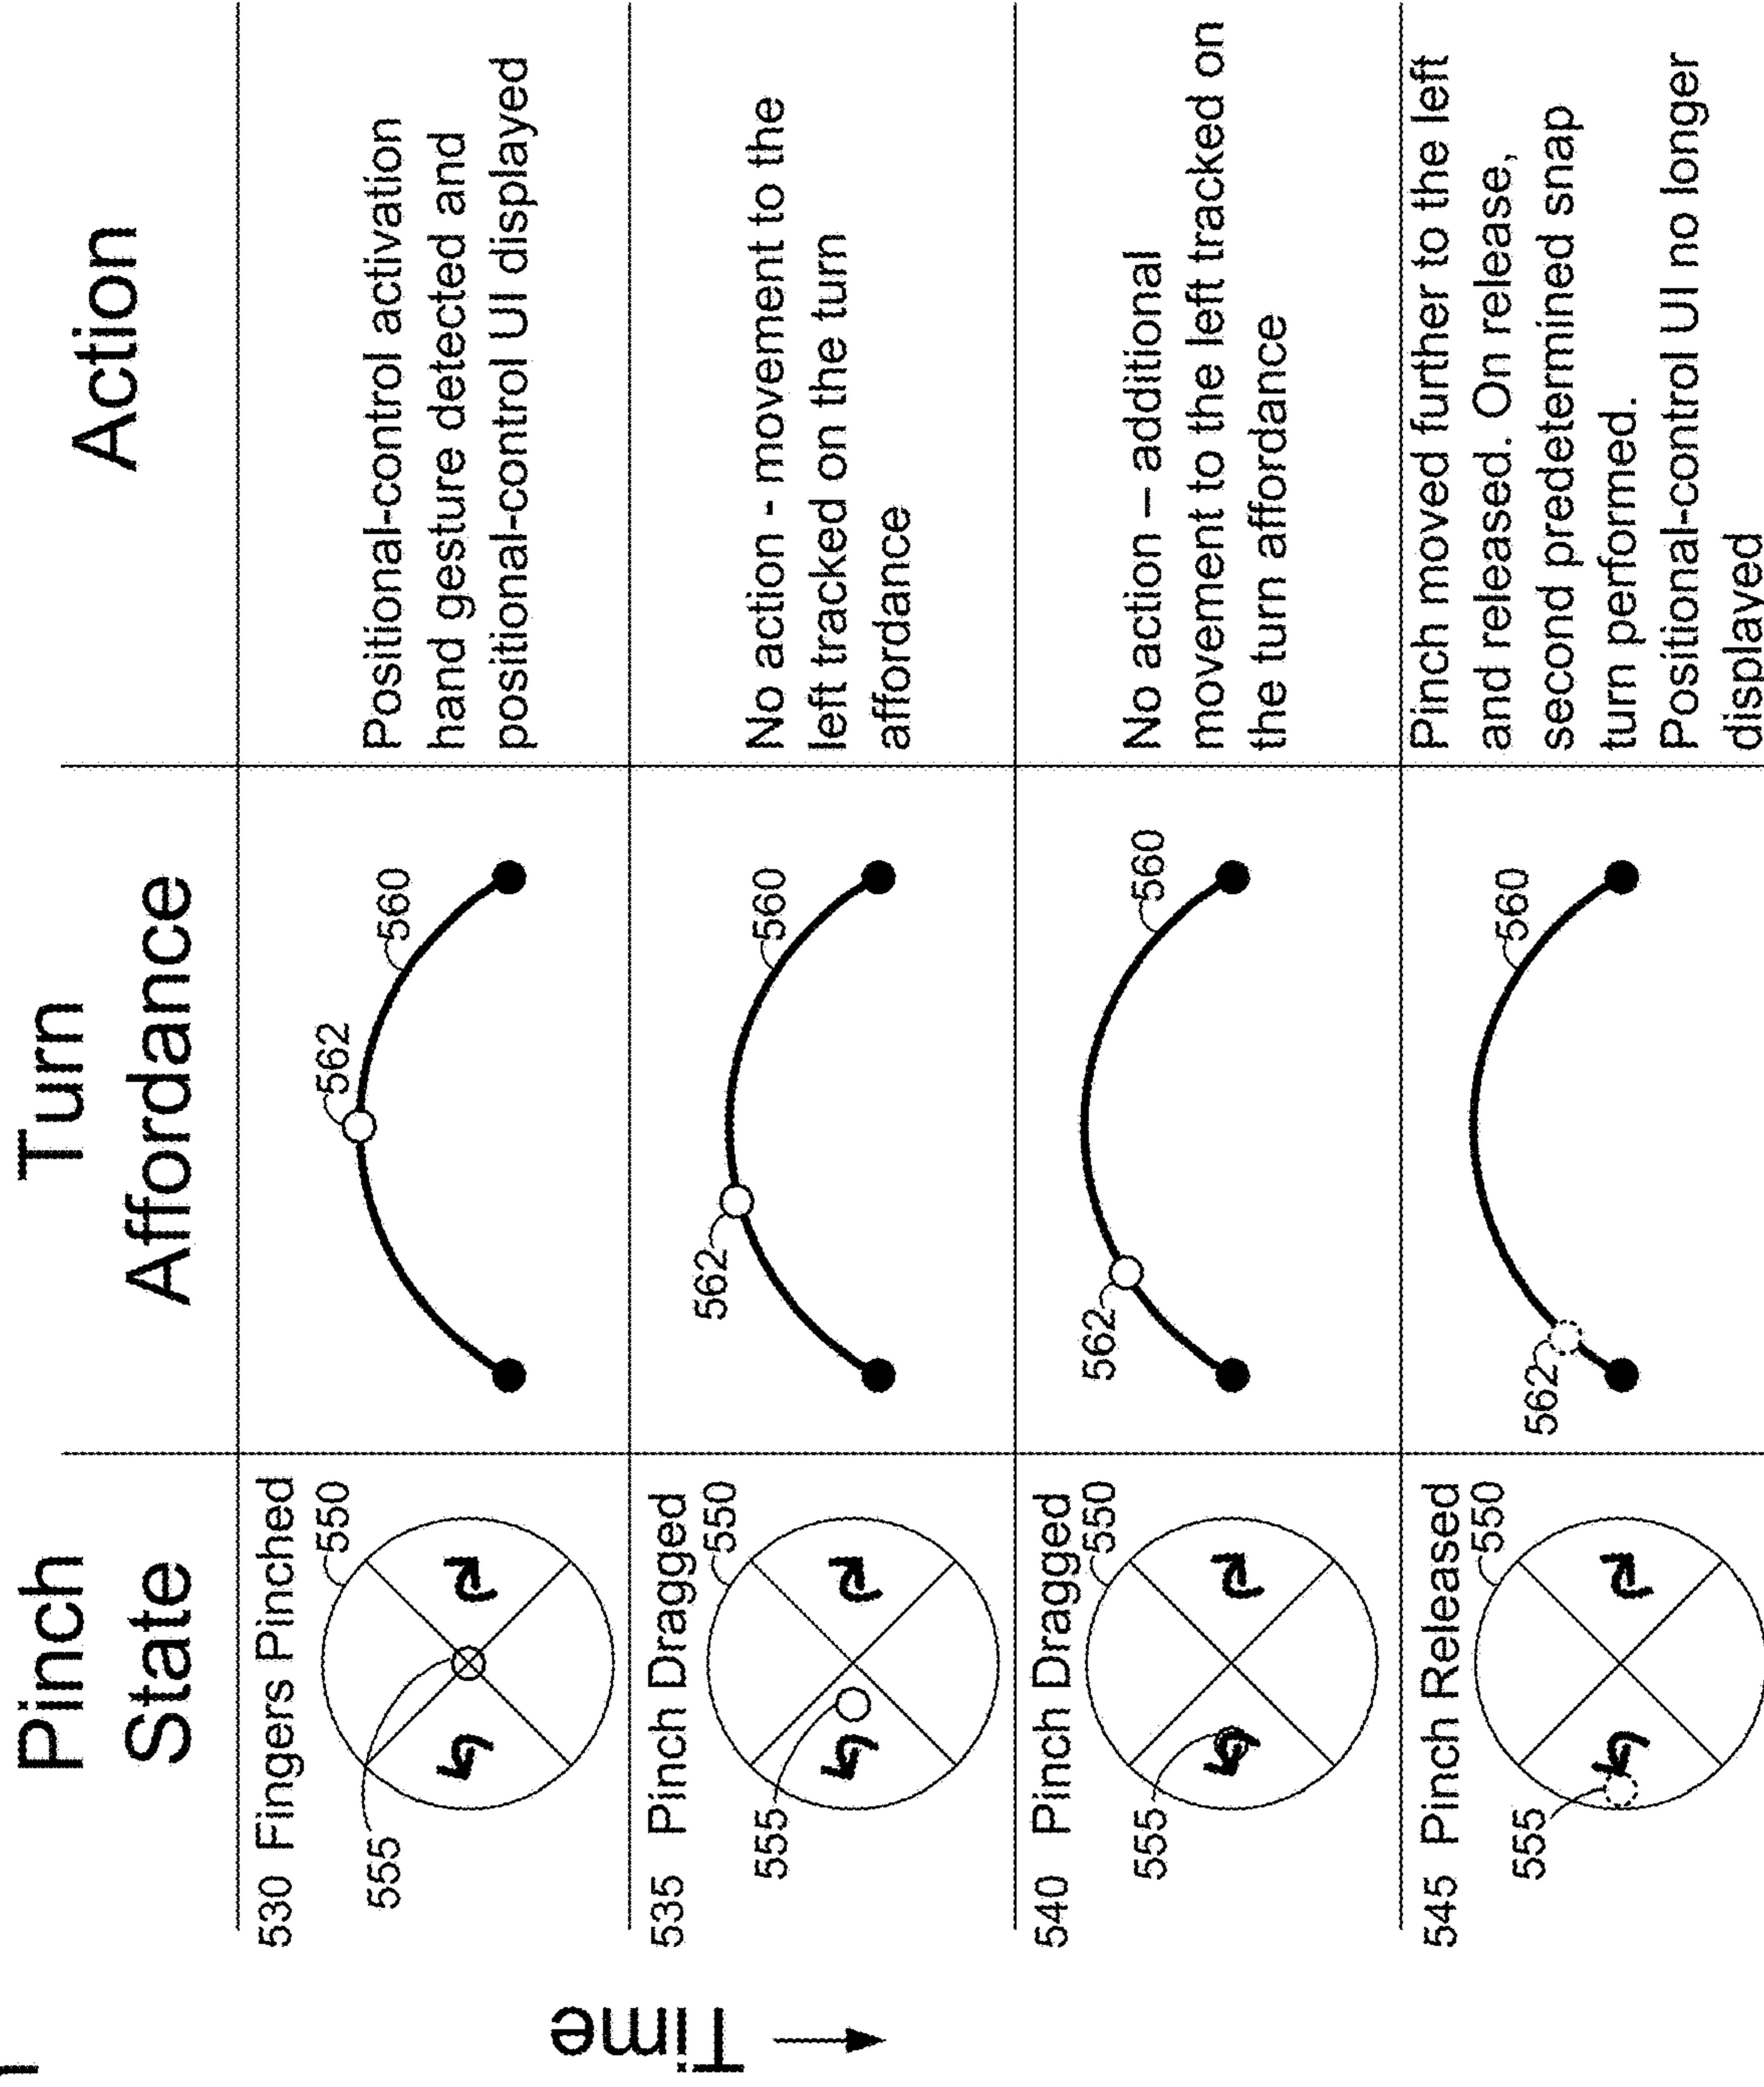 Pinch
State
Turn
Affordance
Action
Time
530 Fingers Pinched
550
555
562
560
Positional-control activation
hand gesture detected and
positional-control UI displayed
535 Pinch Dragged
550
555
562
560
No action - movement to the
left tracked on the turn
affordance
540 Pinch Dragged
550
555
562
560
No action – additional
movement to the left tracked on
the turn affordance
545 Pinch Released
550
555
562
560
Pinch moved further to the left
and released. On release,
second predetermined snap
turn performed.
Positional-control UI no longer
displayed